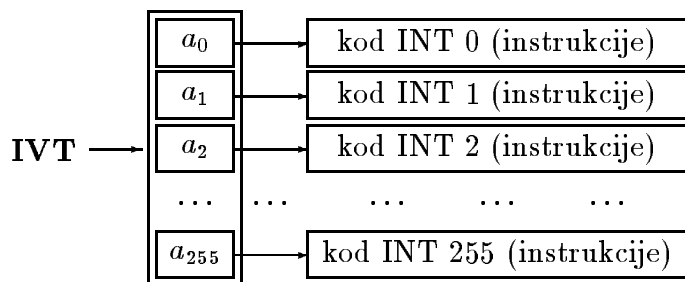 a₀ kod INT 0 (instrukcije)
a₁ kod INT 1 (instrukcije)
IVT a₂ kod INT 2 (instrukcije)
... ... ... ... ...
a₂₅₅ kod INT 255 (instrukcije)